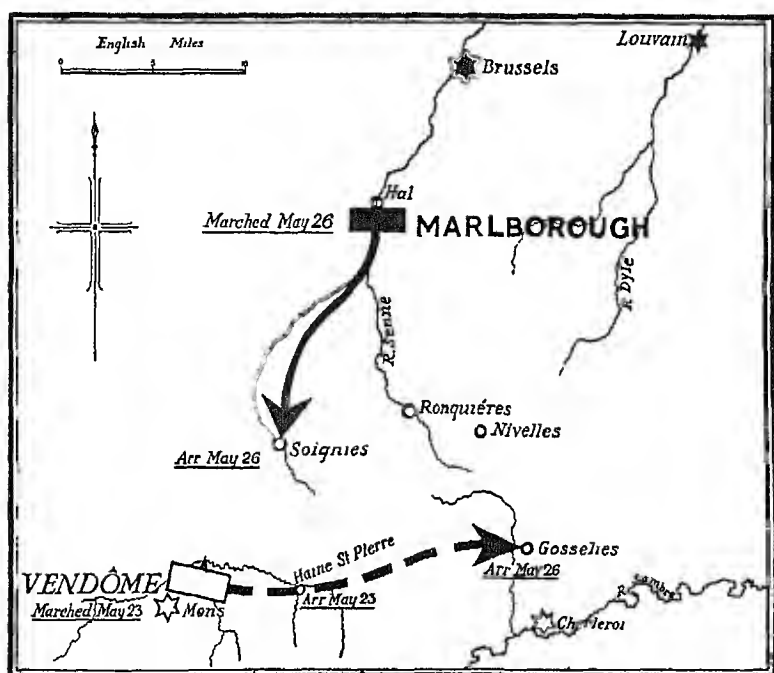 English Miles
Louvain
Brussels
Hal
Marched May 26
MARLBOROUGH
R. Dyle
R. Senne
Ronquiéres
Nivelles
Soignies
Arr May 26
Haine St Pierre
Gosselies
VENDÔME
Arr May 26
Arr May 23
Marched May 23
Mons
R. Sambre
Charleroi